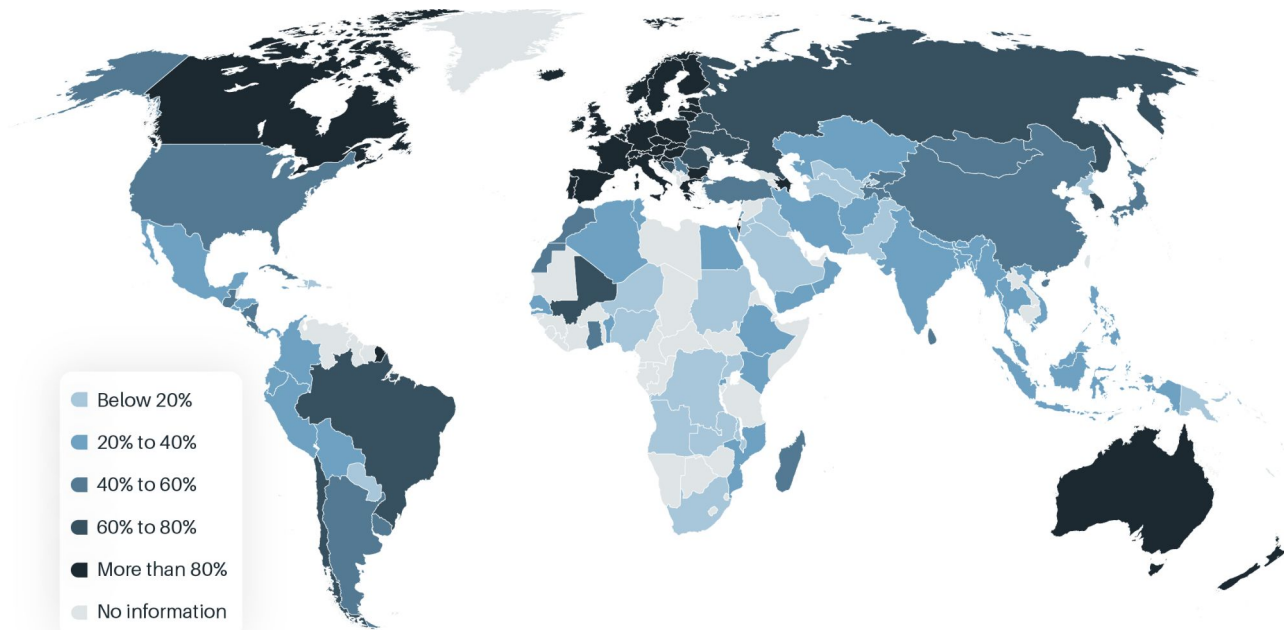 Below 20%
20% to 40%
40% to 60%
60% to 80%
More than 80%
No information